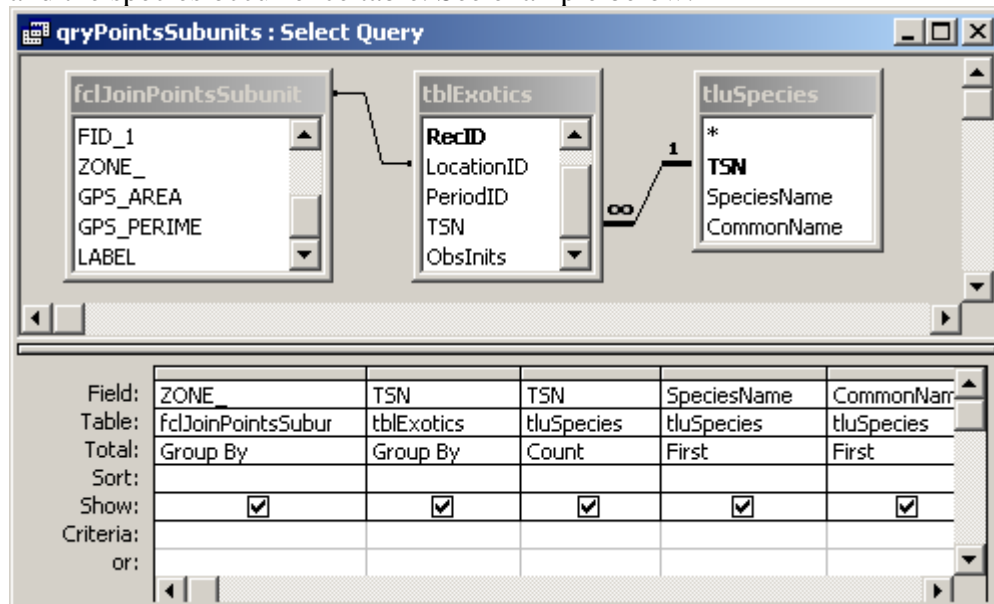 qryPointsSubunits : Select Query
fclJoinPointsSubunit
FID_1
ZONE_
GPS_AREA
GPS_PERIME
LABEL
tblExotics
RecID
LocationID
PeriodID
TSN
ObsInits
∞
1
tluSpecies
*
TSN
SpeciesName
CommonName
Field: ZONE_ TSN TSN SpeciesName CommonNam
Table: fclJoinPointsSubur tblExotics tluSpecies tluSpecies tluSpecies
Total: Group By Group By Count First First
Sort:
Show:
Criteria:
or: